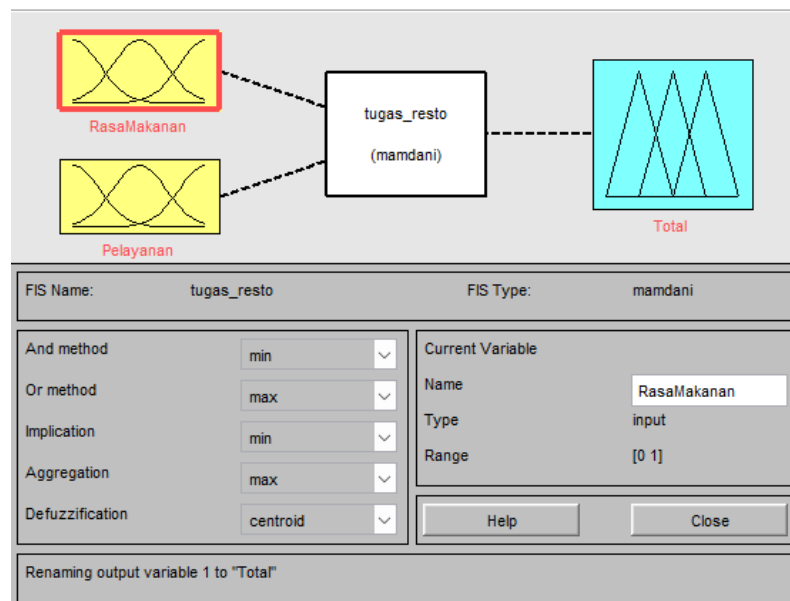 RasaMakanan
Pelayanan
tugas_resto
(mamdani)
Total
FIS Name: tugas_resto FIS Type: mamdani
And method min
Or method max
Implication min
Aggregation max
Defuzzification centroid
Current Variable
Name RasaMakanan
Type input
Range [0 1]
Help Close
Renaming output variable 1 to "Total"